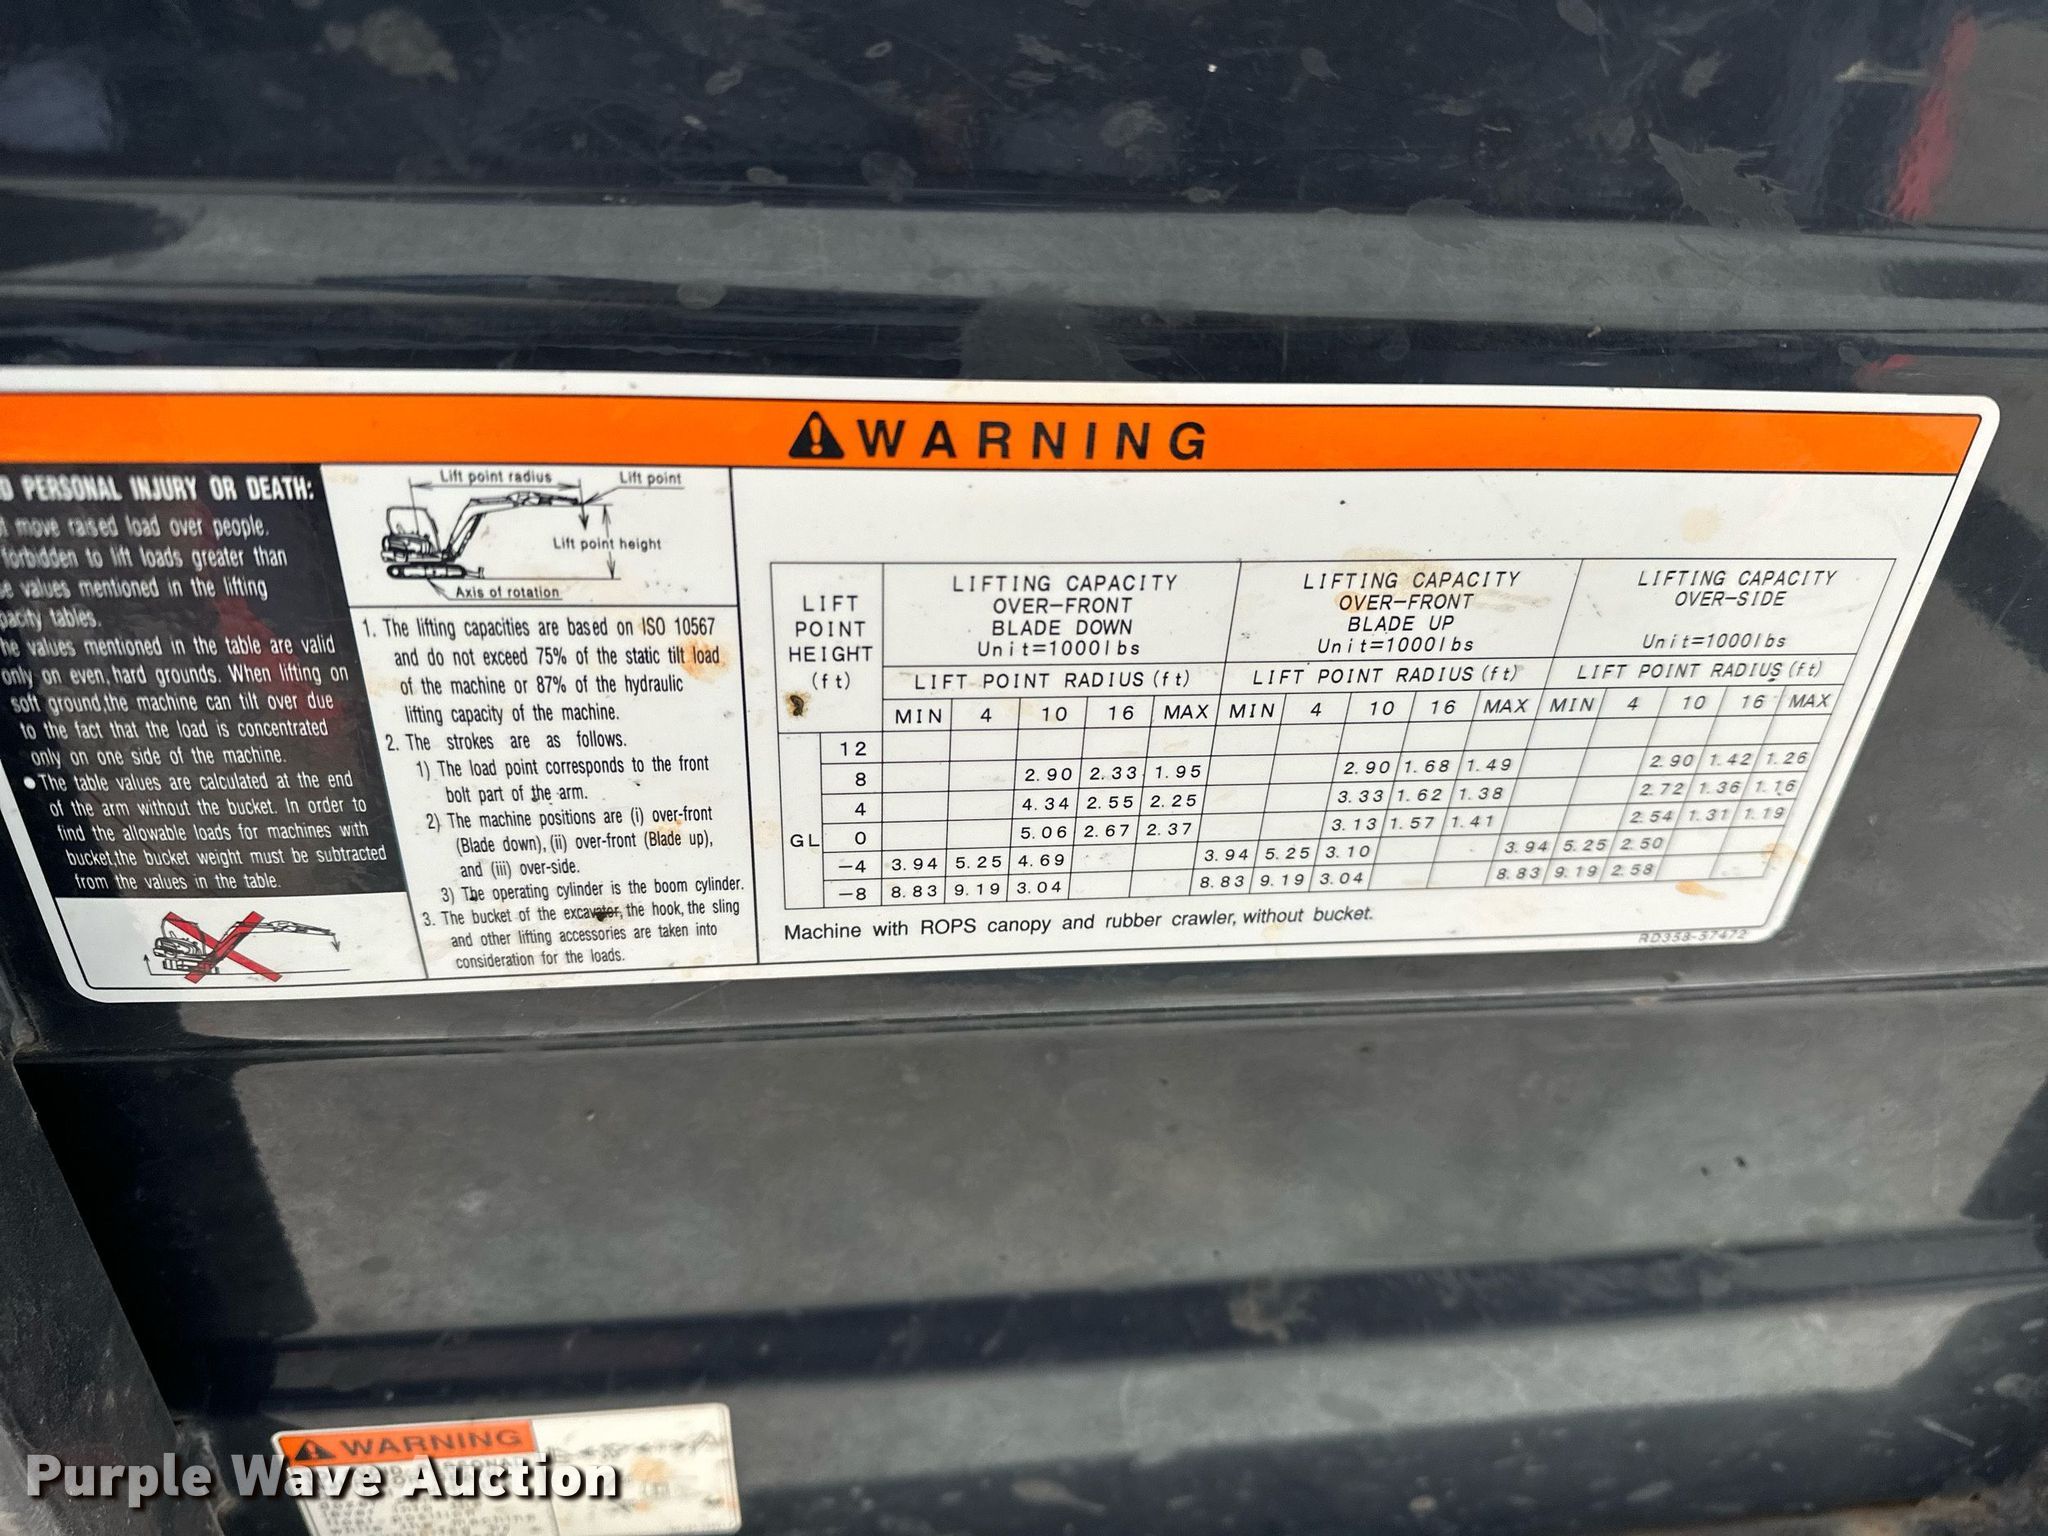 WARNING
D PERSONAL INJURY OR DEATH:
t move raised load over people.
forbidden to lift loads greater than
se values mentioned in the lifting
pacity tables.
he values mentioned in the table are valid
only on even, hard grounds. When lifting on
soft ground, the machine can tilt over due
to the fact that the load is concentrated
only on one side of the machine.
● The table values are calculated at the end
of the arm without the bucket. In order to
find the allowable loads for machines with
bucket, the bucket weight must be subtracted
from the values in the table.
Lift point radius
Lift point
Lift point height
Axis of rotation
1. The lifting capacities are based on ISO 10567
and do not exceed 75% of the static tilt load
of the machine or 87% of the hydraulic
lifting capacity of the machine.
2. The strokes are as follows.
1) The load point corresponds to the front
bolt part of the arm.
2) The machine positions are (i) over-front
(Blade down), (ii) over-front (Blade up),
and (iii) over-side.
3) The operating cylinder is the boom cylinder.
3. The bucket of the excavator, the hook, the sling
and other lifting accessories are taken into
consideration for the loads.
LIFT
POINT
HEIGHT
(ft)
LIFTING CAPACITY
OVER-FRONT
BLADE DOWN
Unit=1000lbs
LIFTING CAPACITY
OVER-FRONT
BLADE UP
Unit=1000lbs
LIFTING CAPACITY
OVER-SIDE
Unit=1000lbs
LIFT POINT RADIUS (ft) LIFT POINT RADIUS (ft) LIFT POINT RADIUS (ft)
MIN 4 10 16 MAX MIN 4 10 16 MAX MIN 4 10 16 MAX
12
8 2.90 2.33 1.95 2.90 1.68 1.49 2.90 1.42 1.26
4 4.34 2.55 2.25 3.33 1.62 1.38 2.72 1.36 1.16
GL 0 5.06 2.67 2.37 3.13 1.57 1.41 2.54 1.31 1.19
-4 3.94 5.25 4.69 3.94 5.25 3.10 3.94 5.25 2.50
-8 8.83 9.19 3.04 8.83 9.19 3.04 8.83 9.19 2.58
Machine with ROPS canopy and rubber crawler, without bucket.
RD358-57472
WARNING
lever position
while the machine
Purple Wave Auction